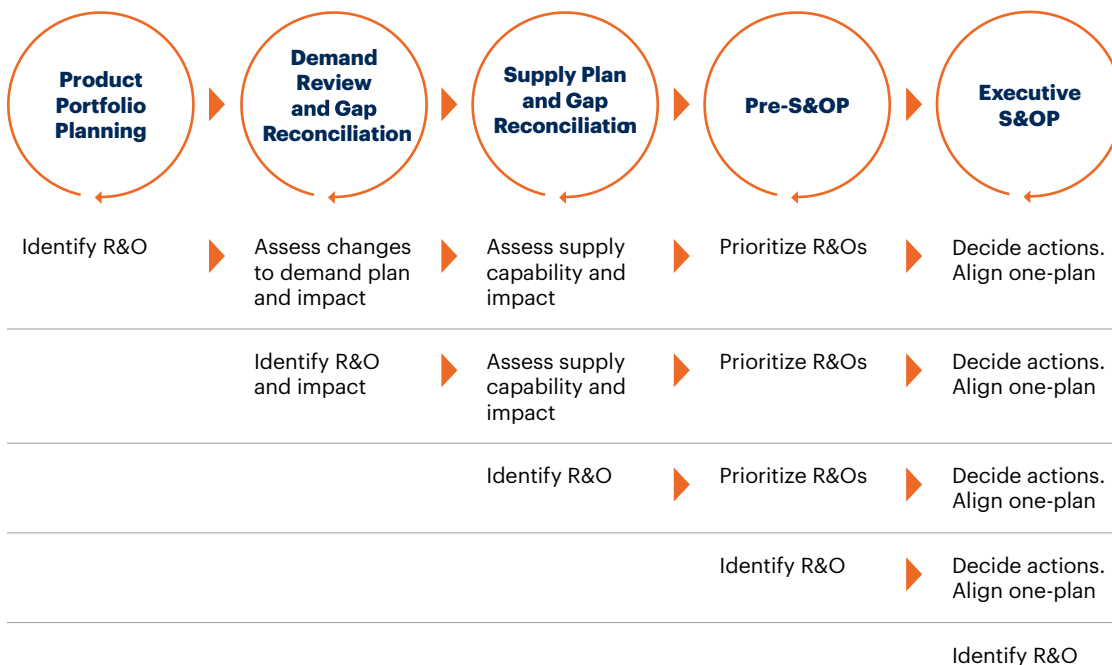 Product
Portfolio
Planning
Demand
Review
and Gap
Reconciliation
Supply Plan
and Gap
Reconciliation
Pre-S&OP
Executive
S&OP
Identify R&O
Assess changes
to demand plan
and impact
Assess supply
capability and
impact
Prioritize R&Os
Decide actions.
Align one-plan
Identify R&O
and impact
Assess supply
capability and
impact
Prioritize R&Os
Decide actions.
Align one-plan
Identify R&O
Prioritize R&Os
Decide actions.
Align one-plan
Identify R&O
Decide actions.
Align one-plan
Identify R&O